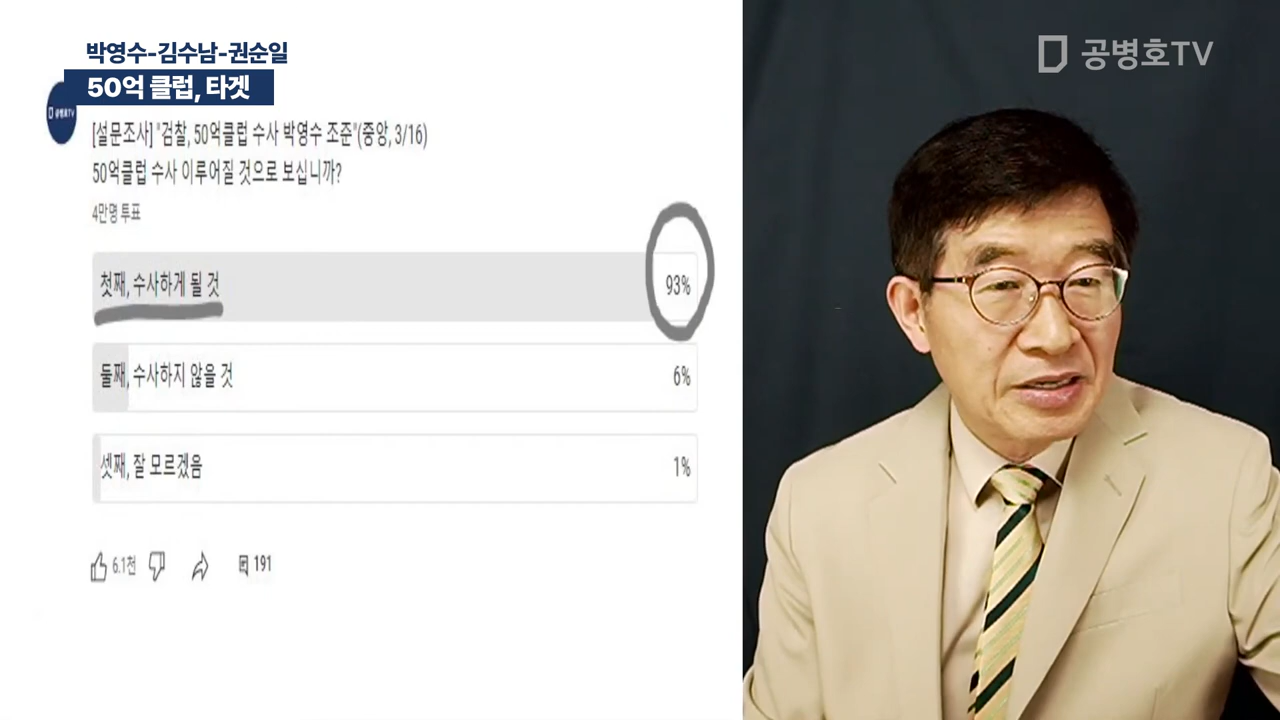 박영수-김수남-권순일
50억 클럽, 타겟
공병호TV
공병호TV
[설문조사] "검찰, 50억클럽 수사 박영수 조준"(중앙, 3/16)
50억클럽 수사 이루어질 것으로 보십니까?
4만명 투표
첫째, 수사하게 될 것 93%
둘째, 수사하지 않을 것 6%
셋째, 잘 모르겠음 1%
6.1천 191